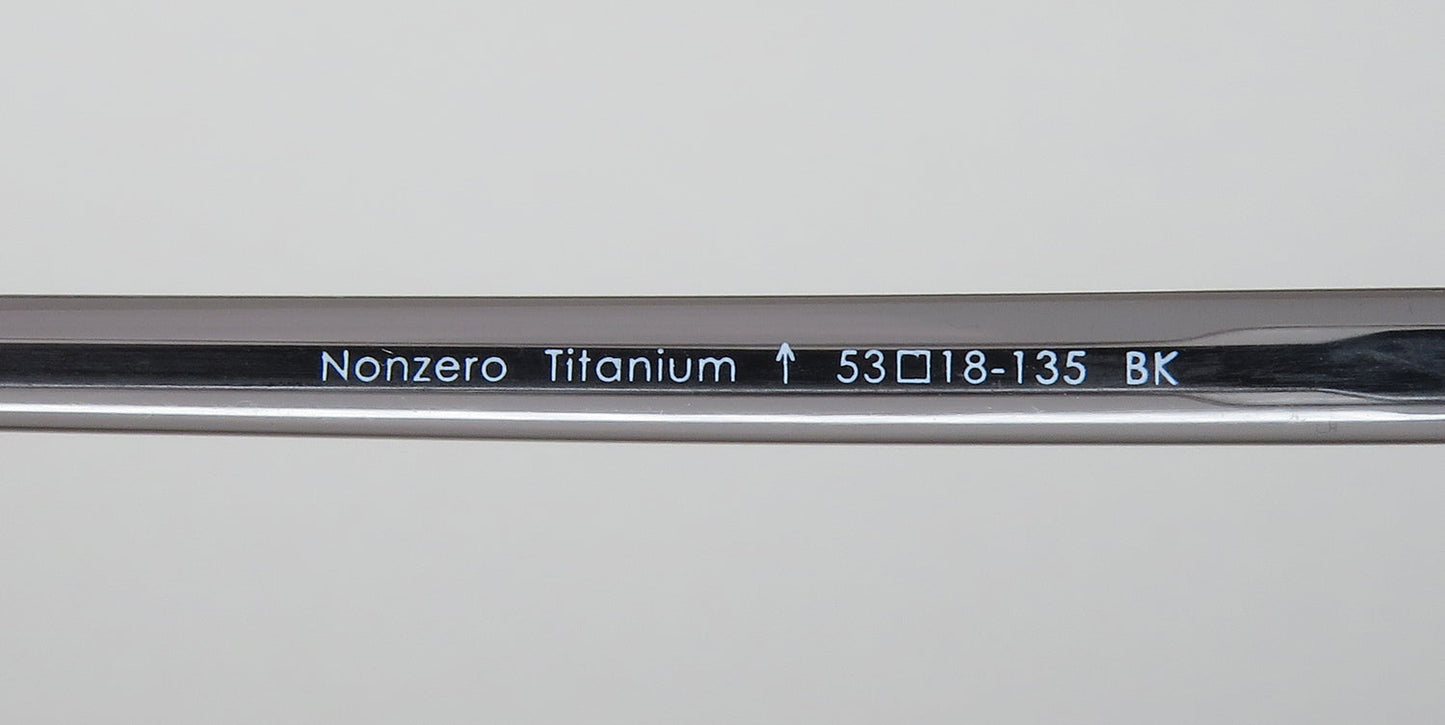 Nonzero Titanium ↑ 53□18-135 BK